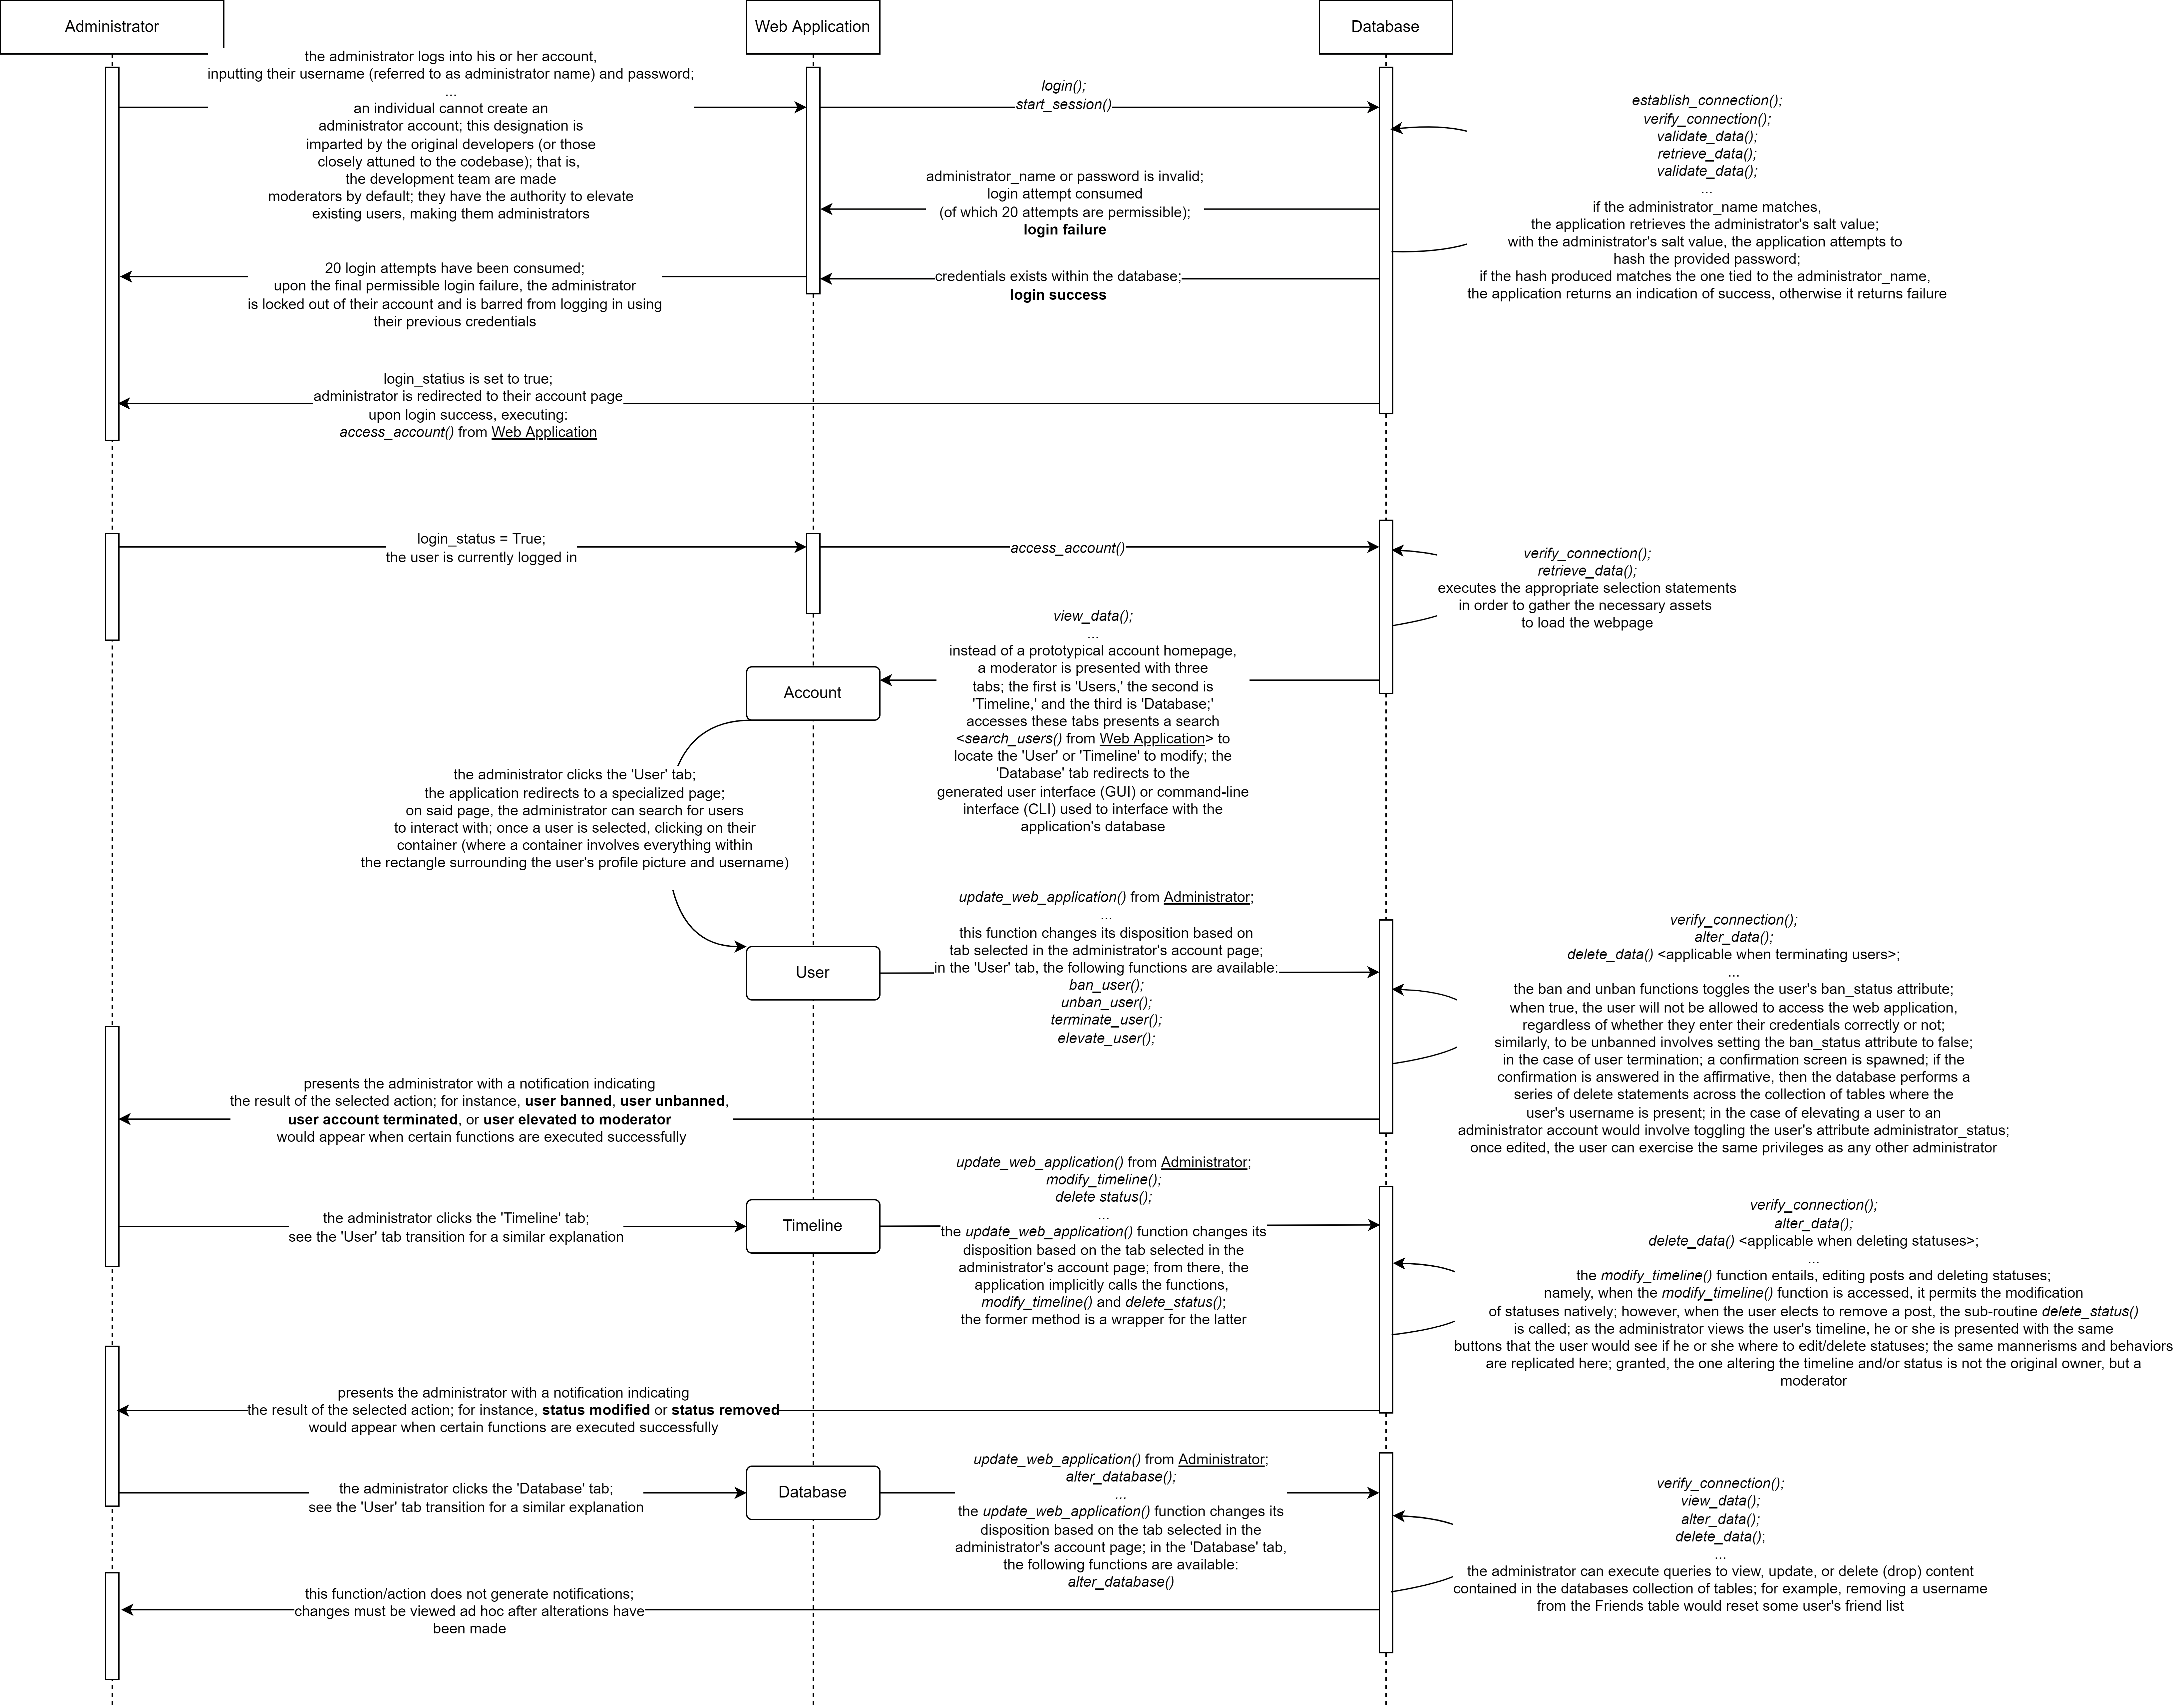 Administrator
Web Application
Database
the administrator logs into his or her account,
inputting their username (referred to as administrator name) and password;
...
an individual cannot create an
administrator account; this designation is
imparted by the original developers (or those
closely attuned to the codebase); that is,
the development team are made
moderators by default; they have the authority to elevate
existing users, making them administrators
login();
start_session()
establish_connection();
verify_connection();
validate_data();
retrieve_data();
validate_data();
...
if the administrator_name matches,
the application retrieves the administrator's salt value;
with the administrator's salt value, the application attempts to
hash the provided password;
if the hash produced matches the one tied to the administrator_name,
the application returns an indication of success, otherwise it returns failure
administrator_name or password is invalid;
login attempt consumed
(of which 20 attempts are permissible);
login failure
20 login attempts have been consumed;
upon the final permissible login failure, the administrator
is locked out of their account and is barred from logging in using
their previous credentials
credentials exists within the database;
login success
login_statius is set to true;
administrator is redirected to their account page
upon login success, executing:
access_account() from Web Application
login_status = True;
the user is currently logged in
access_account()
verify_connection();
retrieve_data();
executes the appropriate selection statements
in order to gather the necessary assets
to load the webpage
view_data();
...
instead of a prototypical account homepage,
a moderator is presented with three
tabs; the first is 'Users,' the second is
'Timeline,' and the third is 'Database;'
accesses these tabs presents a search
<search_users() from Web Application> to
locate the 'User' or 'Timeline' to modify; the
'Database' tab redirects to the
generated user interface (GUI) or command-line
interface (CLI) used to interface with the
application's database
Account
the administrator clicks the 'User' tab;
the application redirects to a specialized page;
on said page, the administrator can search for users
to interact with; once a user is selected, clicking on their
container (where a container involves everything within
the rectangle surrounding the user's profile picture and username)
User
update_web_application() from Administrator;
...
this function changes its disposition based on
tab selected in the administrator's account page;
in the 'User' tab, the following functions are available:
ban_user();
unban_user();
terminate_user();
elevate_user();
verify_connection();
alter_data();
delete_data() <applicable when terminating users>;
...
the ban and unban functions toggles the user's ban_status attribute;
when true, the user will not be allowed to access the web application,
regardless of whether they enter their credentials correctly or not;
similarly, to be unbanned involves setting the ban_status attribute to false;
in the case of user termination; a confirmation screen is spawned; if the
confirmation is answered in the affirmative, then the database performs a
series of delete statements across the collection of tables where the
user's username is present; in the case of elevating a user to an
administrator account would involve toggling the user's attribute administrator_status;
once edited, the user can exercise the same privileges as any other administrator
presents the administrator with a notification indicating
the result of the selected action; for instance, user banned, user unbanned,
user account terminated, or user elevated to moderator
would appear when certain functions are executed successfully
the administrator clicks the 'Timeline' tab;
see the 'User' tab transition for a similar explanation
Timeline
update_web_application() from Administrator;
modify_timeline();
delete status();
...
the update_web_application() function changes its
disposition based on the tab selected in the
administrator's account page; from there, the
application implicitly calls the functions,
modify_timeline() and delete_status();
the former method is a wrapper for the latter
verify_connection();
alter_data();
delete_data() <applicable when deleting statuses>;
...
the modify_timeline() function entails, editing posts and deleting statuses;
namely, when the modify_timeline() function is accessed, it permits the modification
of statuses natively; however, when the user elects to remove a post, the sub-routine delete_status()
is called; as the administrator views the user's timeline, he or she is presented with the same
buttons that the user would see if he or she where to edit/delete statuses; the same mannerisms and behaviors
are replicated here; granted, the one altering the timeline and/or status is not the original owner, but a
moderator
presents the administrator with a notification indicating
the result of the selected action; for instance, status modified or status removed
would appear when certain functions are executed successfully
the administrator clicks the 'Database' tab;
see the 'User' tab transition for a similar explanation
Database
update_web_application() from Administrator;
alter_database();
...
the update_web_application() function changes its
disposition based on the tab selected in the
administrator's account page; in the 'Database' tab,
the following functions are available:
alter_database()
verify_connection();
view_data();
alter_data();
delete_data();
...
the administrator can execute queries to view, update, or delete (drop) content
contained in the databases collection of tables; for example, removing a username
from the Friends table would reset some user's friend list
this function/action does not generate notifications;
changes must be viewed ad hoc after alterations have
been made